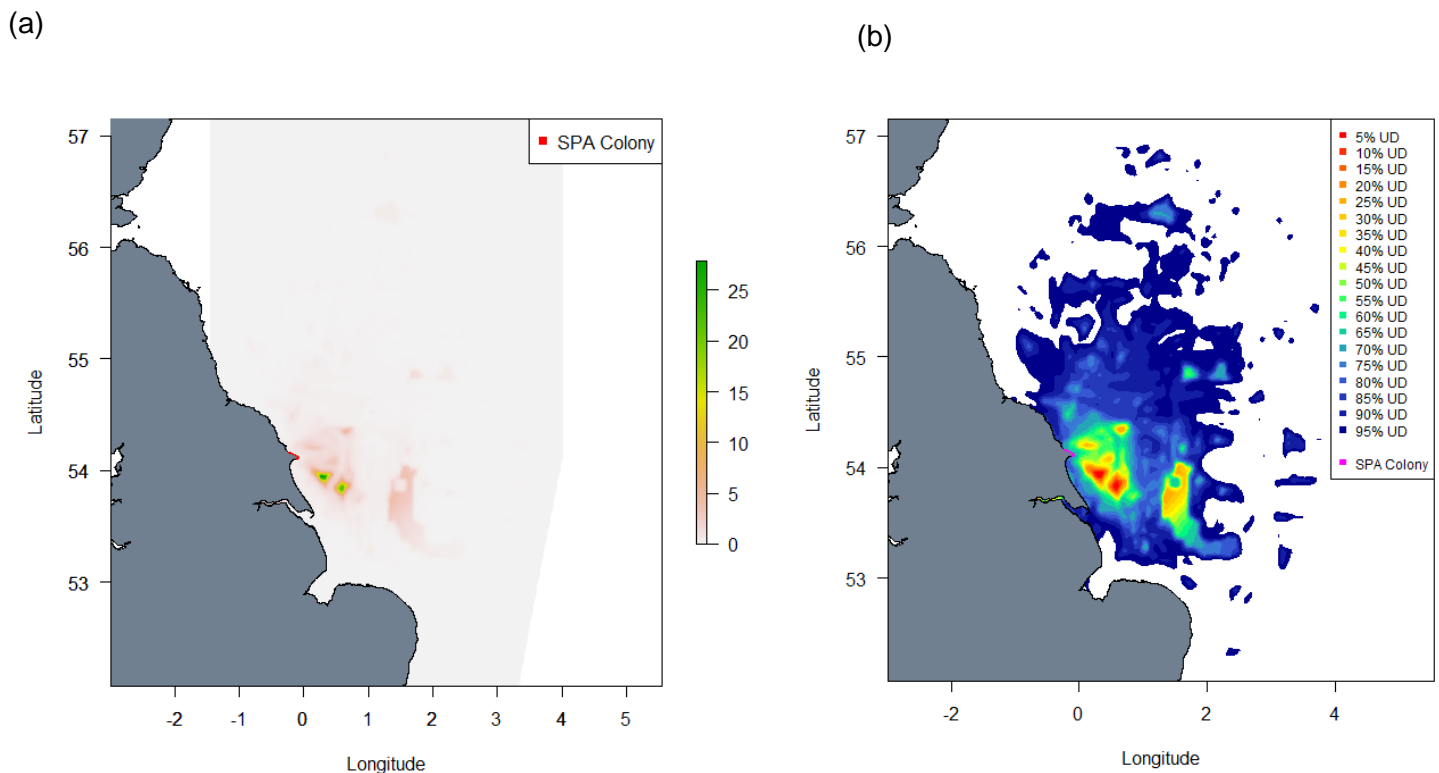 (a)
(b)
SPA Colony
57
56
55
54
53
Latitude
-2 -1 0 1 2 3 4 5
Longitude
25
20
15
10
5
0
57
56
55
54
53
Latitude
-2 0 2 4
Longitude
5% UD
10% UD
15% UD
20% UD
25% UD
30% UD
35% UD
40% UD
45% UD
50% UD
55% UD
60% UD
65% UD
70% UD
75% UD
80% UD
85% UD
90% UD
95% UD
SPA Colony